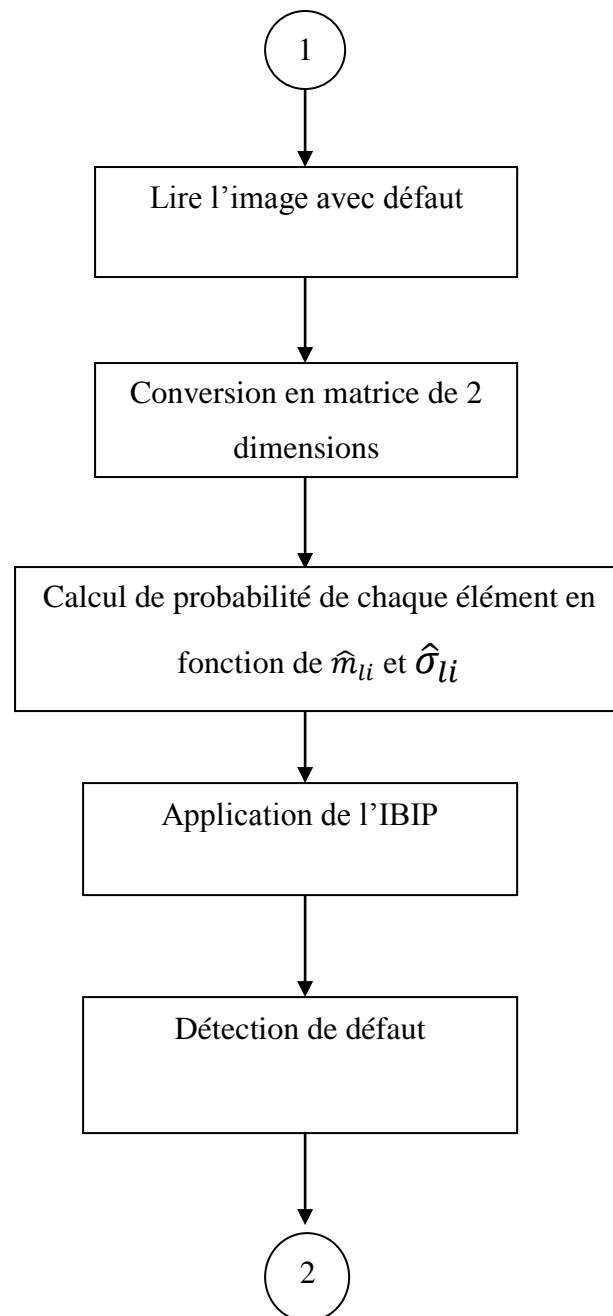 1
Lire l’image avec défaut
Conversion en matrice de 2
dimensions
Calcul de probabilité de chaque élément en
fonction de m̂ₗᵢ et σ̂ₗᵢ
Application de l’IBIP
Détection de défaut
2